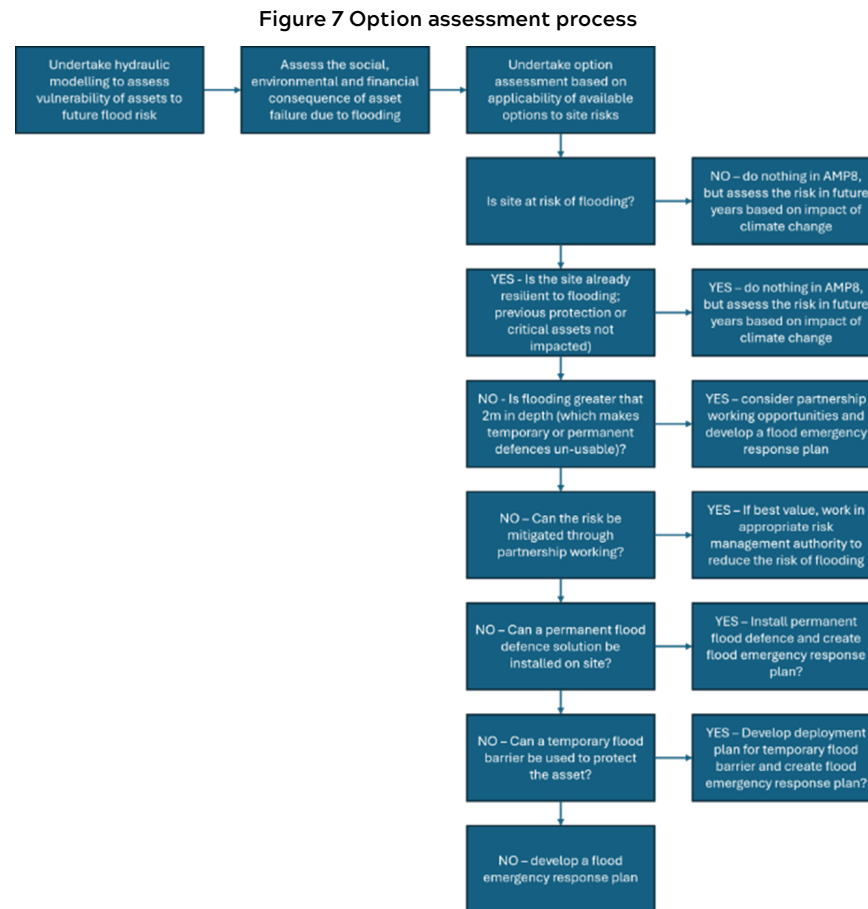 Figure 7 Option assessment process
Undertake hydraulic
modelling to assess
vulnerability of assets to
future flood risk
Assess the social,
environmental and financial
consequence of asset
failure due to flooding
Undertake option
assessment based on
applicability of available
options to site risks
Is site at risk of flooding?
NO – do nothing in AMP8,
but assess the risk in future
years based on impact of
climate change
YES - Is the site already
resilient to flooding;
previous protection or
critical assets not
impacted)
YES – do nothing in AMP8,
but assess the risk in future
years based on impact of
climate change
NO - Is flooding greater that
2m in depth (which makes
temporary or permanent
defences un-usable)?
YES – consider partnership
working opportunities and
develop a flood emergency
response plan
NO – Can the risk be
mitigated through
partnership working?
YES – If best value, work in
appropriate risk
management authority to
reduce the risk of flooding
NO – Can a permanent flood
defence solution be
installed on site?
YES – Install permanent
flood defence and create
flood emergency response
plan?
NO – Can a temporary flood
barrier be used to protect
the asset?
YES – Develop deployment
plan for temporary flood
barrier and create flood
emergency response plan?
NO – develop a flood
emergency response plan